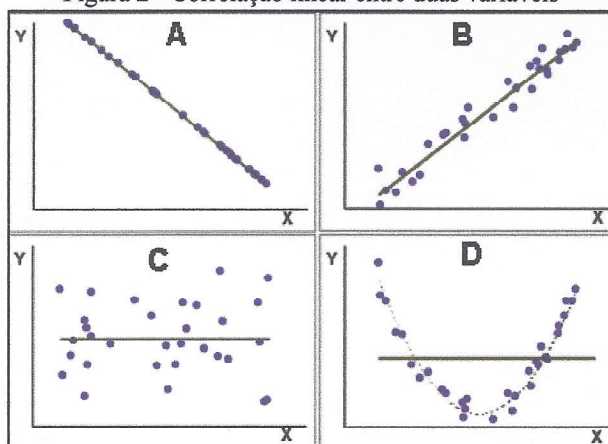 Figura 2 – Correlação linear entre duas variáveis
Y A X
Y B X
Y C X
Y D X